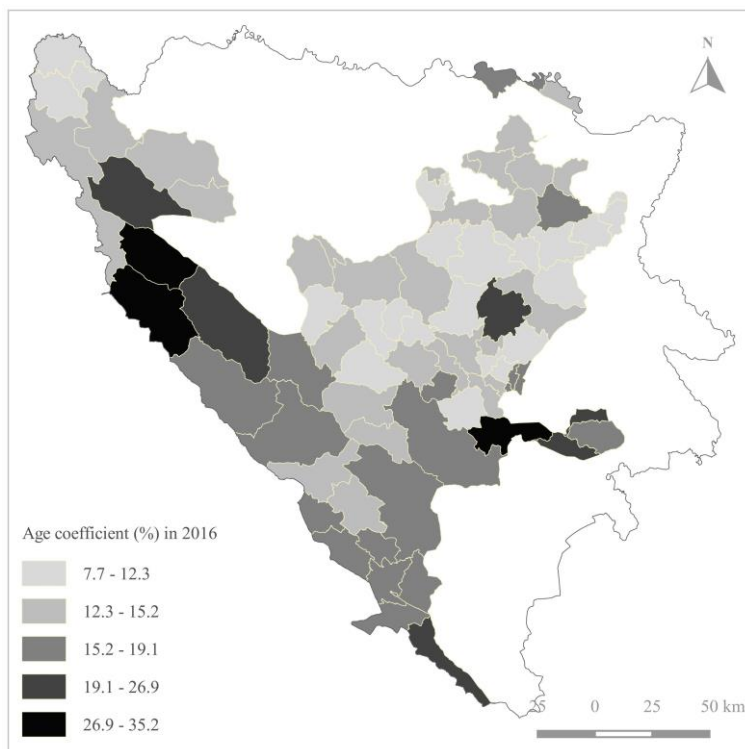 N
Age coefficient (%) in 2016
7.7 - 12.3
12.3 - 15.2
15.2 - 19.1
19.1 - 26.9
26.9 - 35.2
25 0 25 50 km